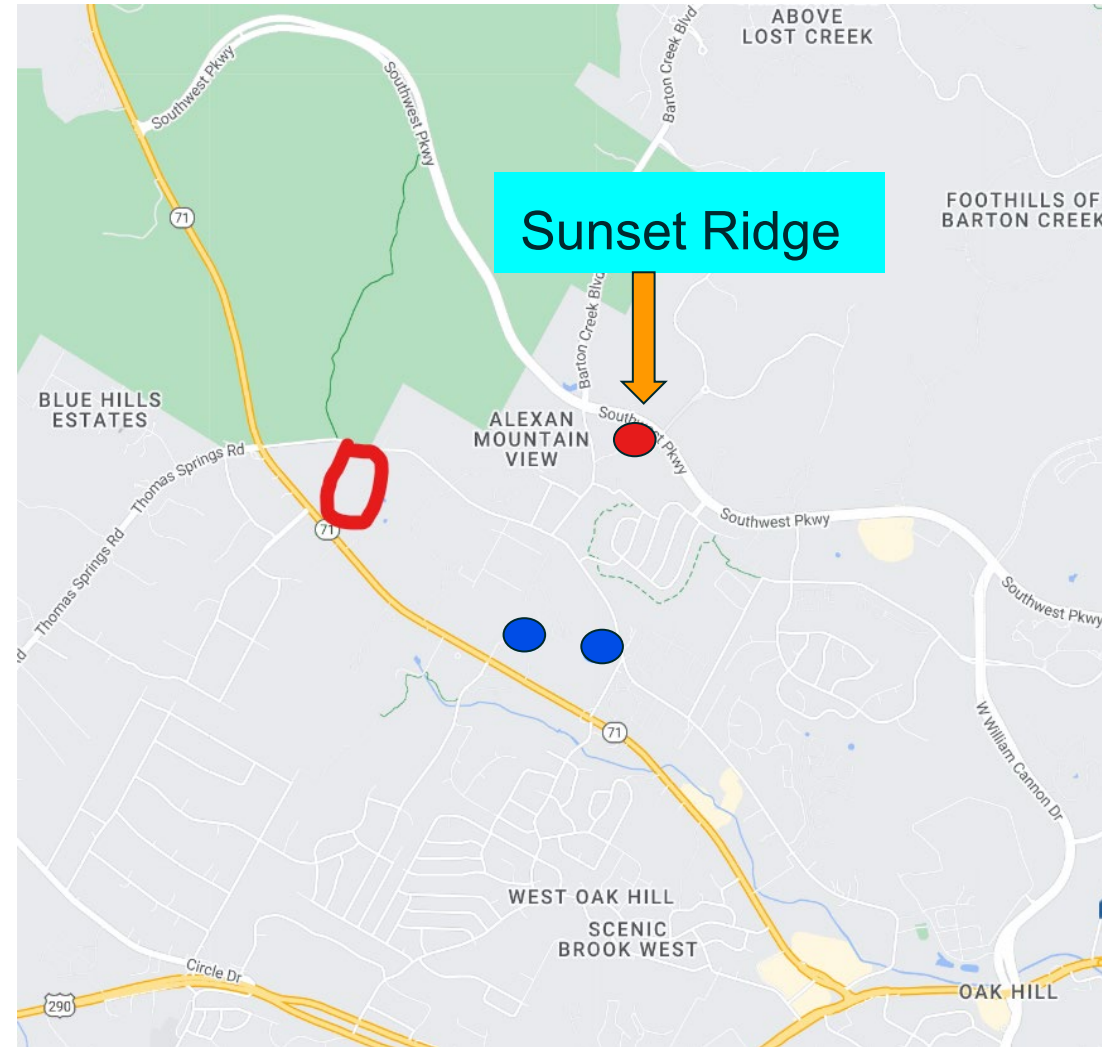 ABOVE
LOST CREEK
Southwest Pkwy
Southwest Pkwy
Barton Creek Blvd
71
FOOTHILLS OF
BARTON CREEK
Sunset Ridge
Barton Creek Blvd
BLUE HILLS
ESTATES
ALEXAN
MOUNTAIN
VIEW
Southwest Pkwy
Thomas Springs Rd
71
Southwest Pkwy
Thomas Springs Rd
Southwest Pkwy
71
W William Cannon Dr
WEST OAK HILL
SCENIC
BROOK WEST
Circle Dr
290
OAK HILL